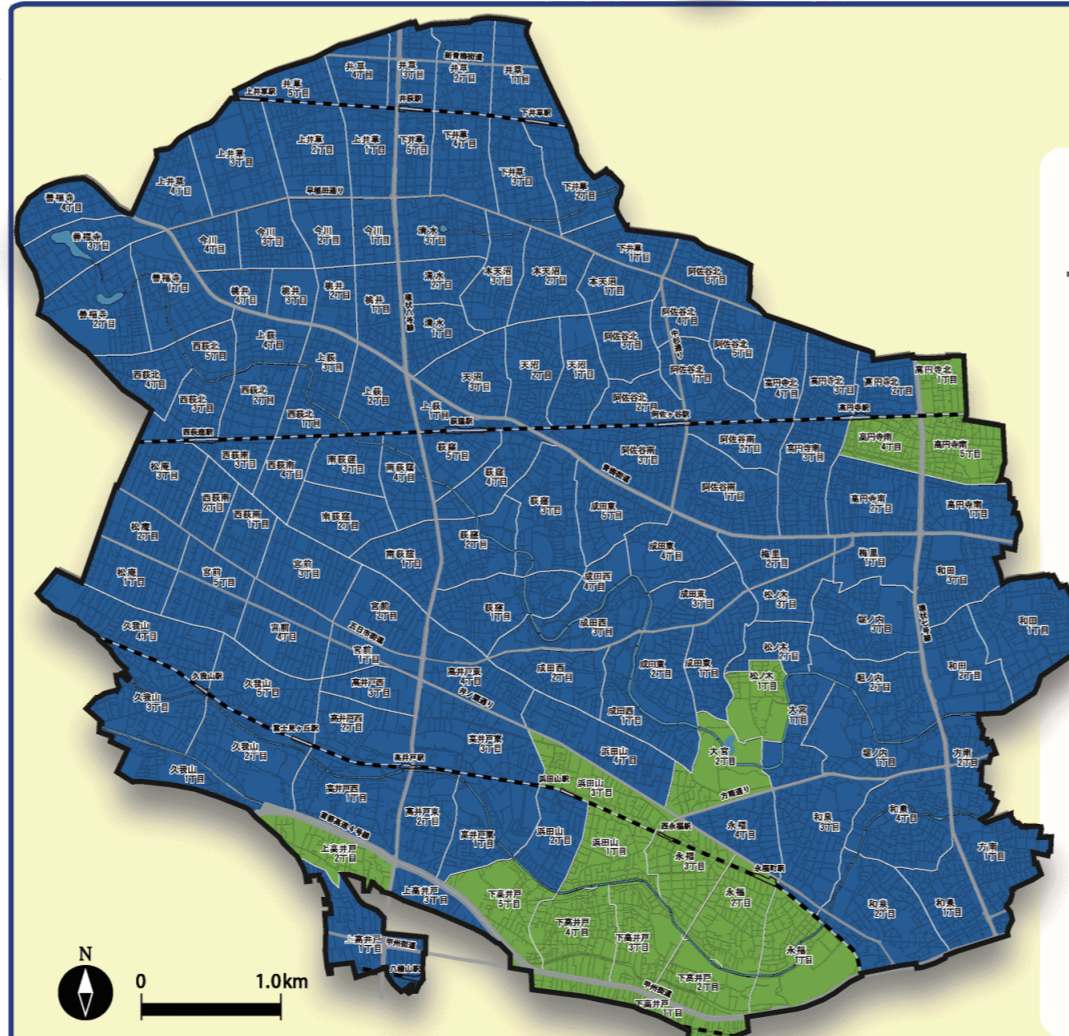 新青梅街道
井草
4丁目
井草
3丁目
井草
2丁目
井草
1丁目
井草
5丁目
上井草駅
井荻駅
下井草駅
上井草
3丁目
上井草
2丁目
上井草
1丁目
下井草
5丁目
下井草
4丁目
上井草
4丁目
下井草
3丁目
下井草
2丁目
早稲田通り
善福寺
4丁目
善福寺
3丁目
今川
4丁目
今川
3丁目
今川
2丁目
今川
1丁目
清水
3丁目
下井草
1丁目
善福寺
1丁目
善福寺
2丁目
桃井
4丁目
桃井
3丁目
桃井
2丁目
桃井
1丁目
環状八号線
清水
2丁目
清水
1丁目
本天沼
3丁目
本天沼
2丁目
本天沼
1丁目
阿佐谷北
6丁目
阿佐谷北
4丁目
阿佐谷北
5丁目
阿佐谷北
3丁目
中杉通り
阿佐谷北
1丁目
阿佐谷北
2丁目
西荻北
5丁目
上荻
4丁目
上荻
3丁目
西荻北
4丁目
西荻北
3丁目
西荻北
2丁目
西荻北
1丁目
上荻
2丁目
上荻
1丁目
天沼
3丁目
天沼
2丁目
天沼
1丁目
高円寺北
4丁目
高円寺北
3丁目
高円寺北
2丁目
高円寺北
1丁目
西荻窪駅
荻窪駅
阿佐ヶ谷駅
高円寺駅
松庵
3丁目
西荻南
3丁目
西荻南
4丁目
南荻窪
3丁目
南荻窪
4丁目
荻窪
5丁目
荻窪
4丁目
青梅街道
阿佐谷南
3丁目
阿佐谷南
2丁目
高円寺南
3丁目
高円寺南
4丁目
高円寺南
5丁目
西荻南
2丁目
西荻南
1丁目
南荻窪
2丁目
荻窪
3丁目
成田東
5丁目
阿佐谷南
1丁目
高円寺南
2丁目
高円寺南
1丁目
松庵
2丁目
松庵
1丁目
宮前
5丁目
宮前
3丁目
南荻窪
1丁目
荻窪
2丁目
成田東
4丁目
梅里
2丁目
梅里
1丁目
和田
3丁目
宮前
2丁目
荻窪
1丁目
成田西
4丁目
成田西
3丁目
成田東
3丁目
松ノ木
3丁目
堀ノ内
3丁目
環状七号線
和田
1丁目
久我山
4丁目
宮前
4丁目
五日市街道
宮前
1丁目
高井戸東
4丁目
成田西
2丁目
成田東
2丁目
成田東
1丁目
松ノ木
2丁目
松ノ木
1丁目
堀ノ内
2丁目
和田
2丁目
久我山駅
久我山
5丁目
久我山
3丁目
高井戸西
3丁目
高井戸西
2丁目
井ノ頭通り
成田西
1丁目
大宮
1丁目
富士見ヶ丘駅
久我山
2丁目
久我山
1丁目
高井戸西
1丁目
高井戸駅
高井戸東
3丁目
浜田山
4丁目
大宮
2丁目
堀ノ内
1丁目
方南
2丁目
浜田山駅
浜田山
3丁目
方南通り
高井戸東
2丁目
高井戸東
1丁目
浜田山
2丁目
浜田山
1丁目
西永福駅
永福
4丁目
和泉
3丁目
和泉
4丁目
方南
1丁目
首都高速4号線
上高井戸
2丁目
上高井戸
3丁目
下高井戸
5丁目
永福
3丁目
永福町駅
永福
2丁目
和泉
2丁目
和泉
1丁目
下高井戸
4丁目
下高井戸
3丁目
永福
1丁目
上高井戸
1丁目
甲州街道
八幡山駅
下高井戸
2丁目
甲州街道
下高井戸
1丁目
N
0
1.0km